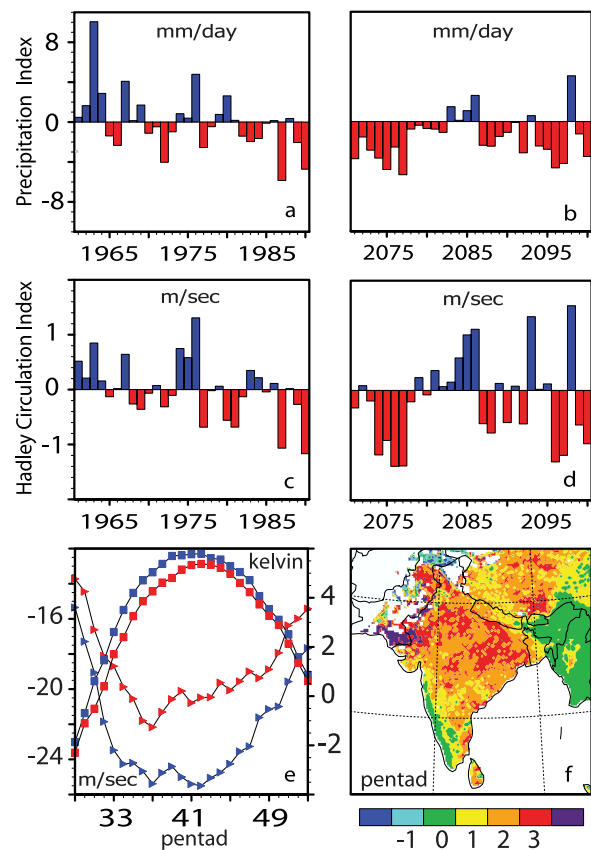 mm/day
mm/day
Precipitation Index
8
0
-8
a
b
1965
1975
1985
2075
2085
2095
m/sec
m/sec
Hadley Circulation Index
1
0
-1
c
d
1965
1975
1985
2075
2085
2095
kelvin
-16
-20
-24
4
2
0
-2
m/sec
e
33
41
49
pentad
pentad
f
-1
0
1
2
3